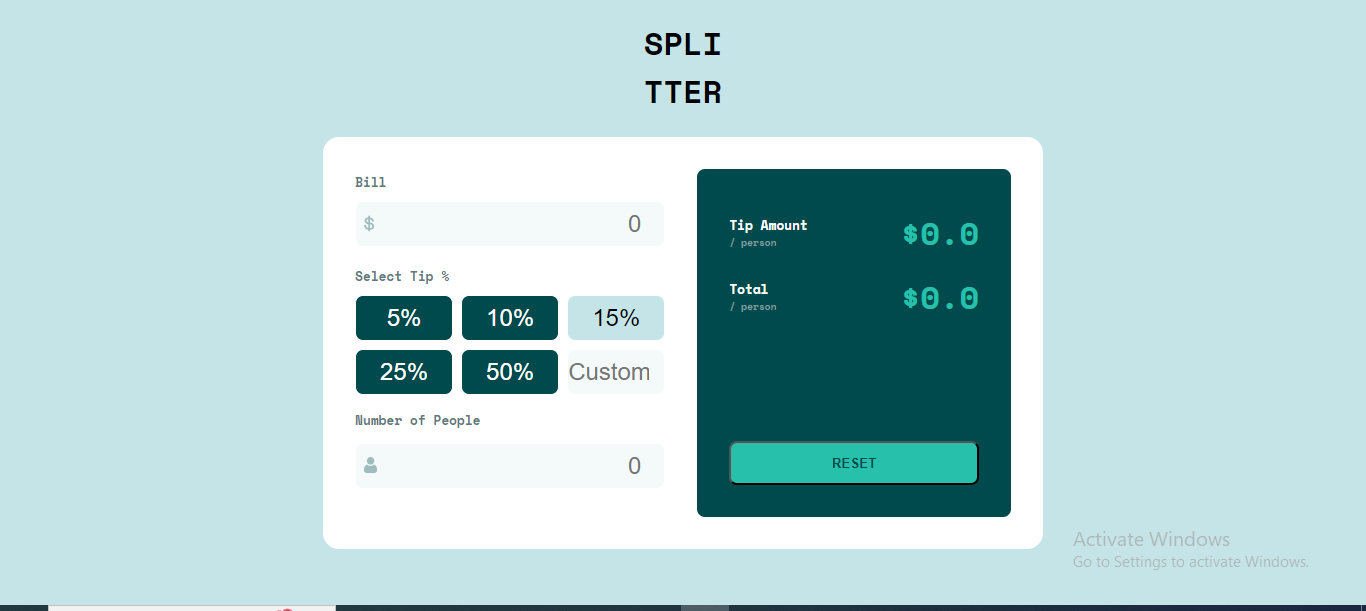 SPLI
TTER
Bill
$ 0
Select Tip %
5% 10% 15%
25% 50% Custom
Number of People
0
Tip Amount
/ person
$0.0
Total
/ person
$0.0
RESET
Activate Windows
Go to Settings to activate Windows.